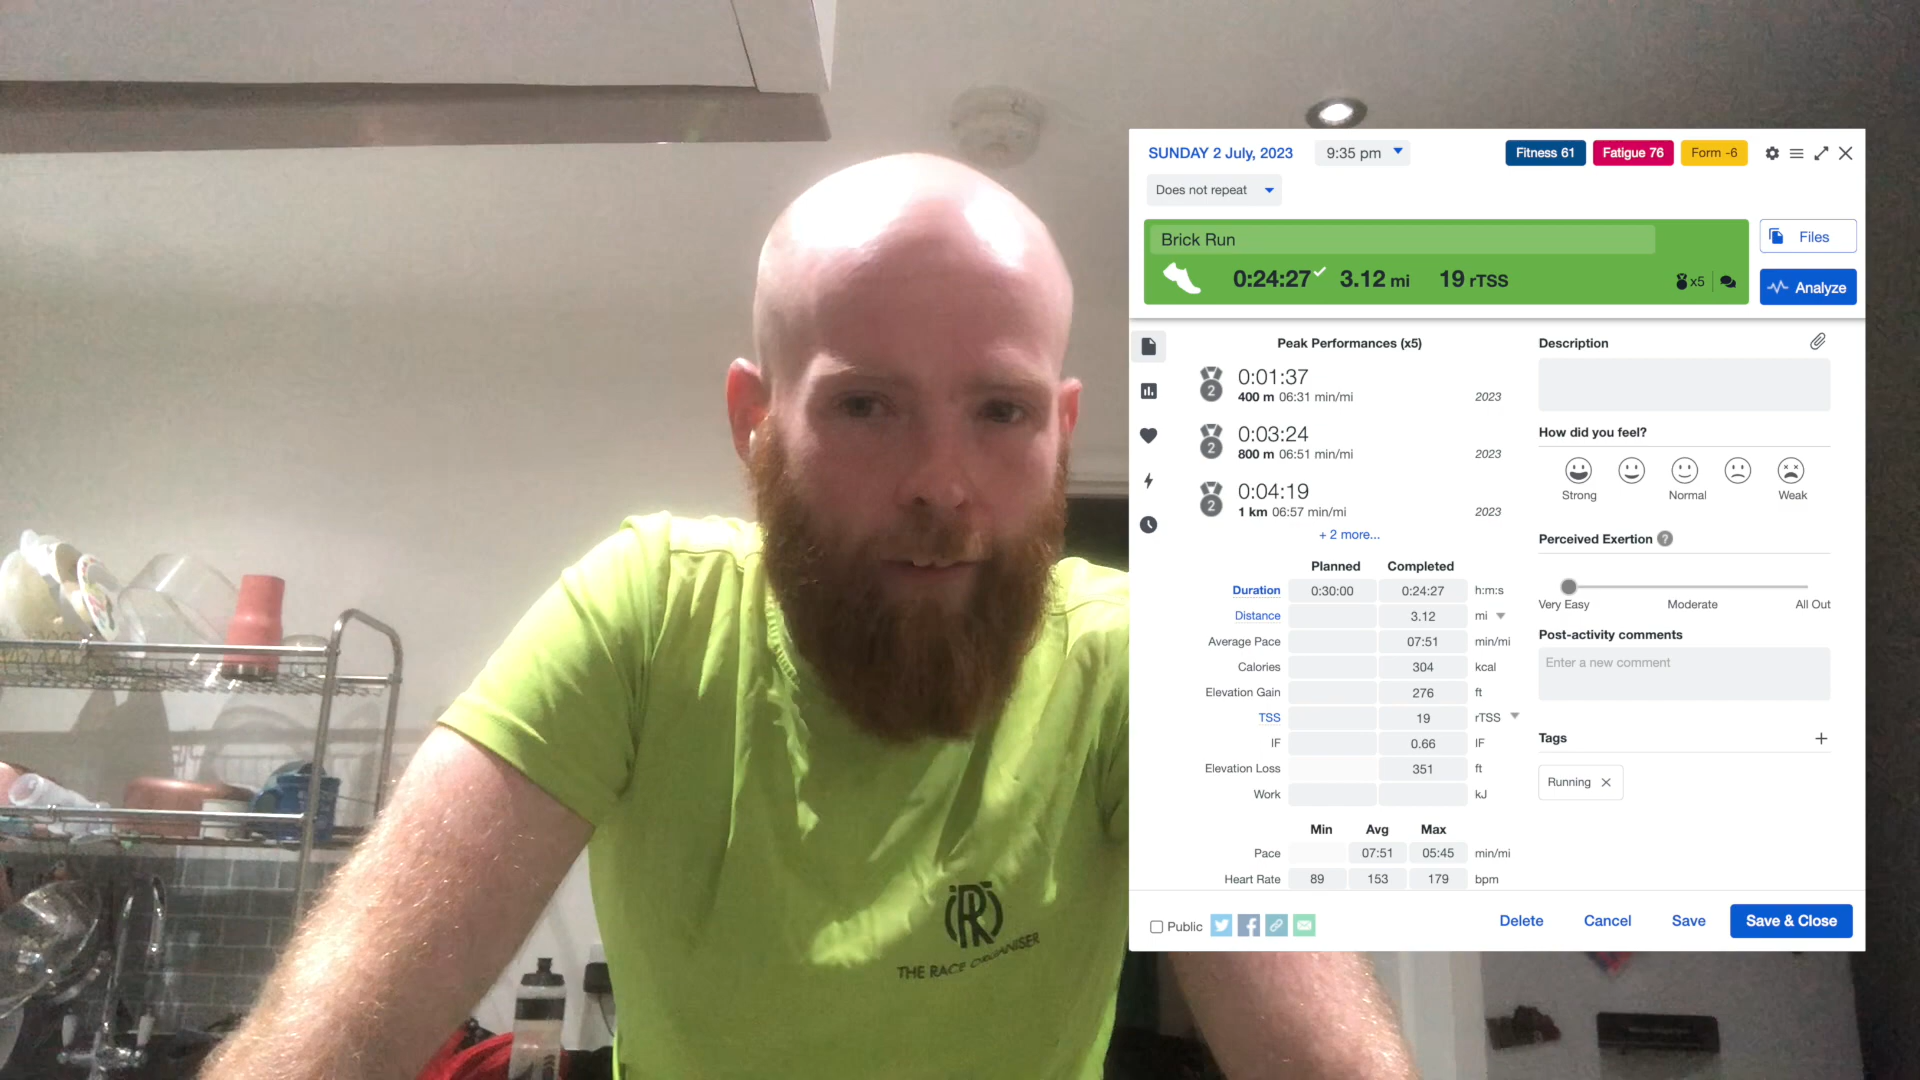 SUNDAY 2 July, 2023 9:35 pm Fitness 61 Fatigue 76 Form -6
Does not repeat
Brick Run
0:24:27 3.12 mi 19 rTSS x5
Files
Analyze
Peak Performances (x5)
2 0:01:37
400 m 06:31 min/mi 2023
2 0:03:24
800 m 06:51 min/mi 2023
2 0:04:19
1 km 06:57 min/mi 2023
+ 2 more...
Planned Completed
Duration 0:30:00 0:24:27 h:m:s
Distance 3.12 mi
Average Pace 07:51 min/mi
Calories 304 kcal
Elevation Gain 276 ft
TSS 19 rTSS
IF 0.66 IF
Elevation Loss 351 ft
Work kJ
Min Avg Max
Pace 07:51 05:45 min/mi
Heart Rate 89 153 179 bpm
Description
How did you feel?
Strong Normal Weak
Perceived Exertion ?
Very Easy Moderate All Out
Post-activity comments
Enter a new comment
Tags +
Running
Public Delete Cancel Save Save & Close
THE RACE ORGANISER